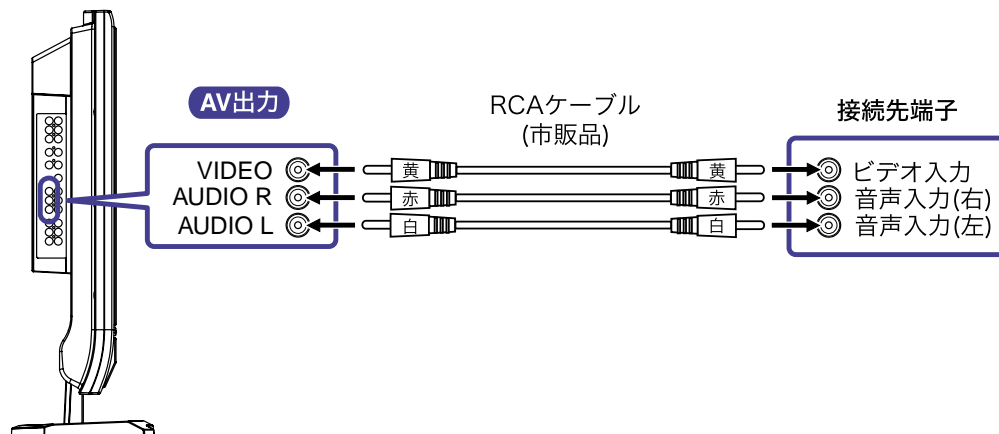 AV出力
RCAケーブル
(市販品)
接続先端子
VIDEO 黄 黄 ビデオ入力
AUDIO R 赤 赤 音声入力(右)
AUDIO L 白 白 音声入力(左)